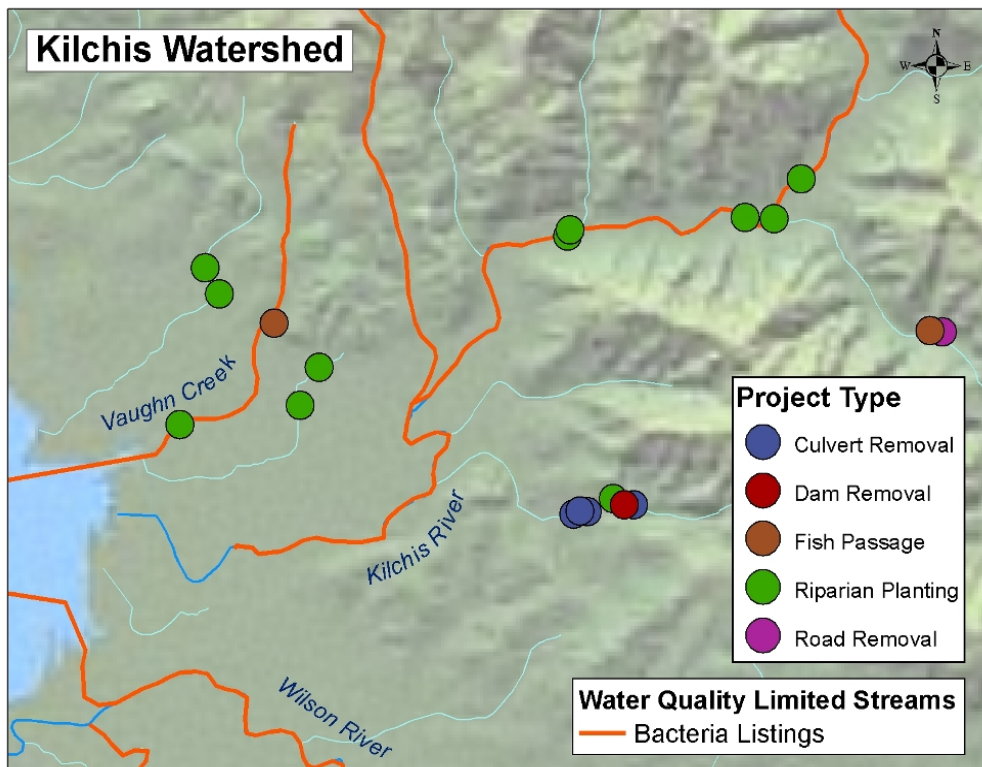 Kilchis Watershed
N
W E
S
Vaughn Creek
Kilchis River
Wilson River
Project Type
Culvert Removal
Dam Removal
Fish Passage
Riparian Planting
Road Removal
Water Quality Limited Streams
Bacteria Listings